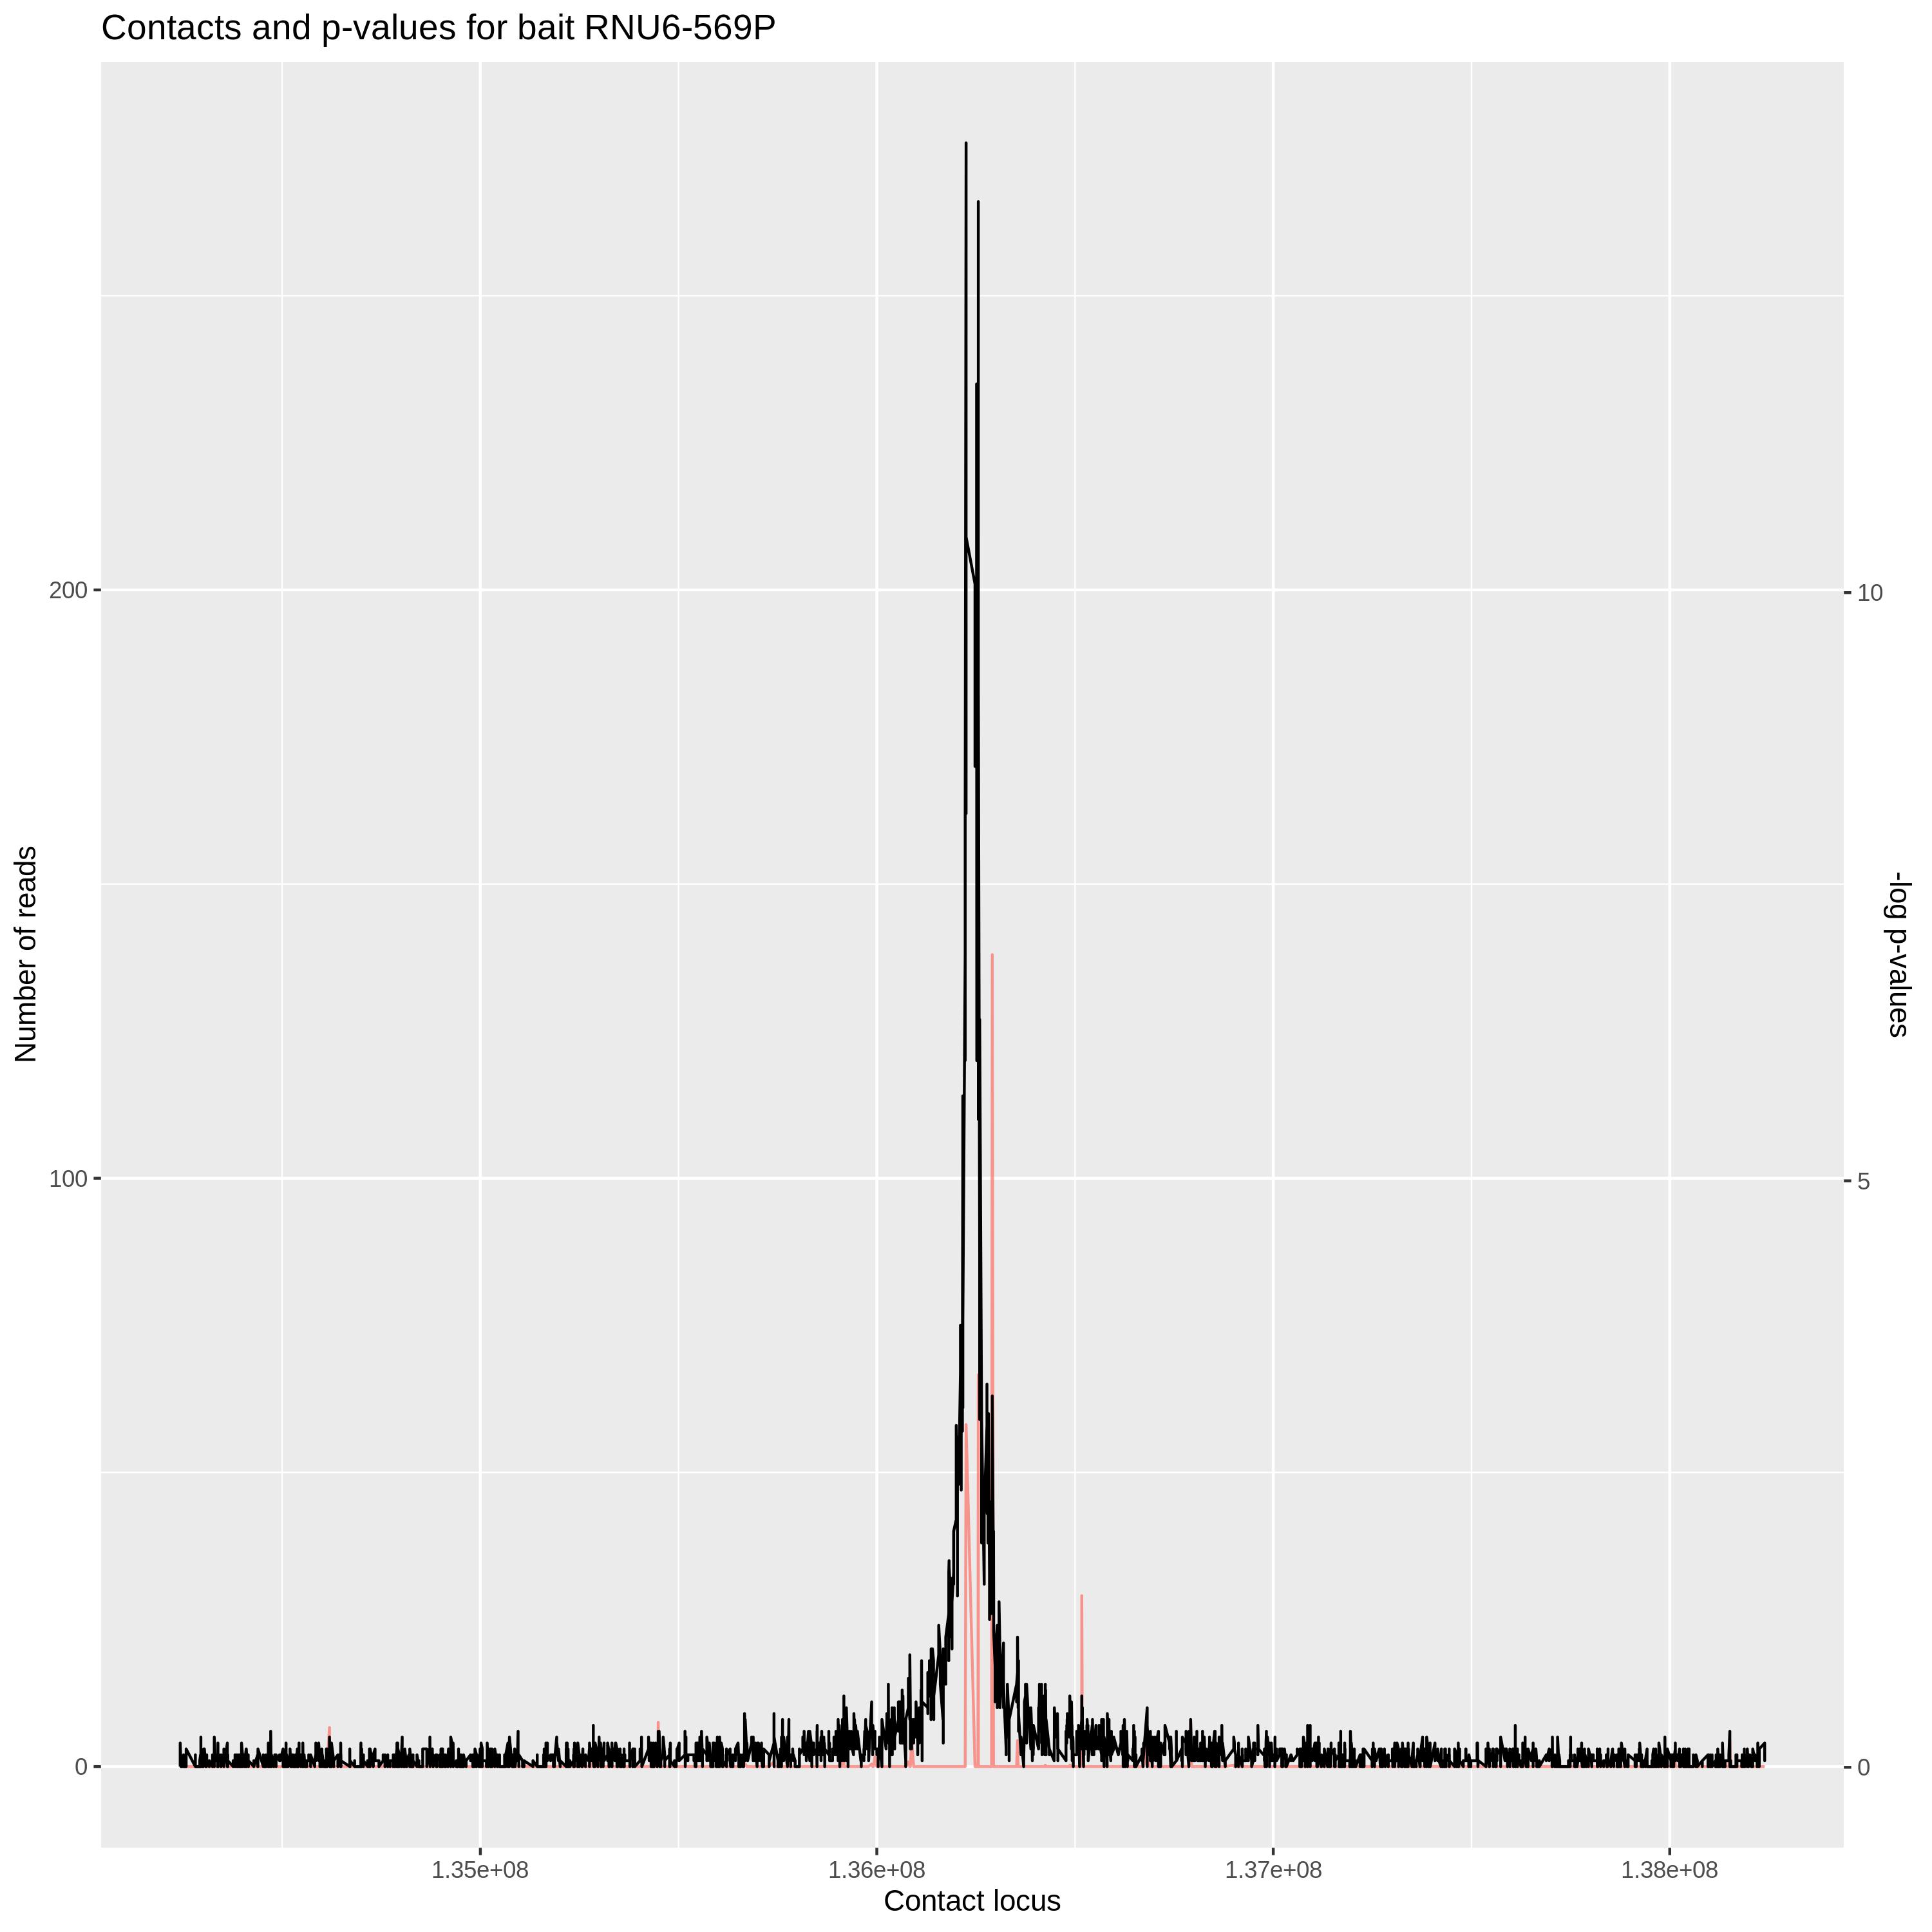 Contacts and p-values for bait RNU6-569P
Number of reads
200
100
0
10
5
0
-log p-values
1.35e+08 1.36e+08 1.37e+08 1.38e+08
Contact locus